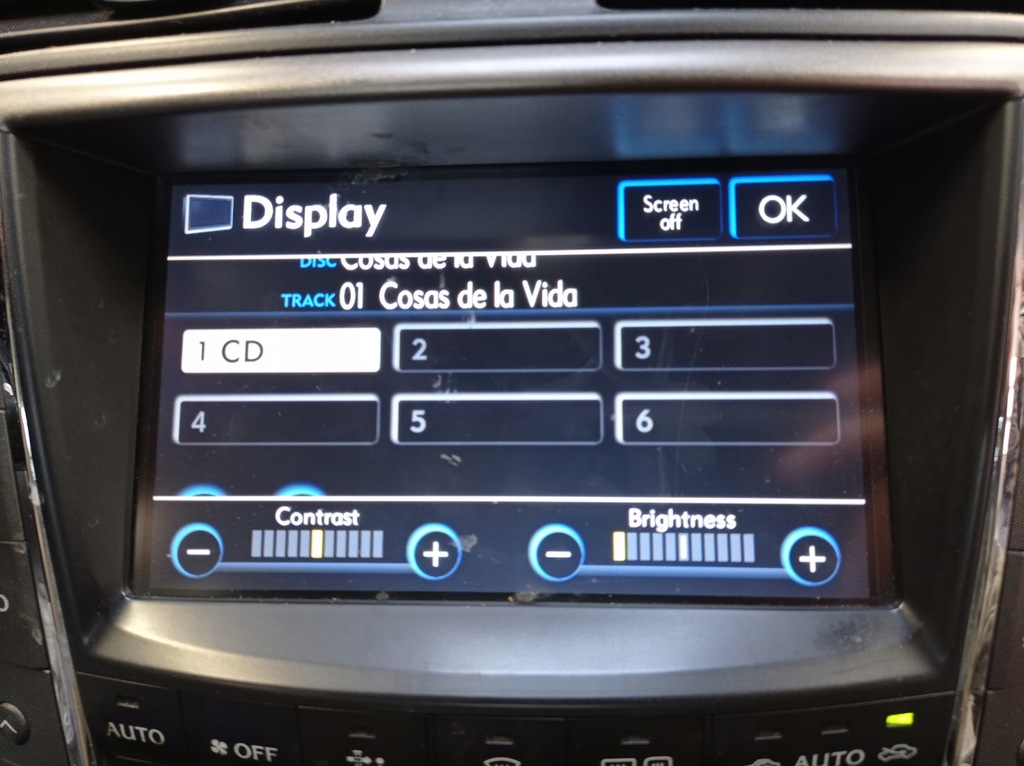 Display
Screen off
OK
DISC Cosas de la Vida
TRACK 01 Cosas de la Vida
1 CD
2
3
4
5
6
Contrast
Brightness
− + − +
AUTO
OFF
AUTO